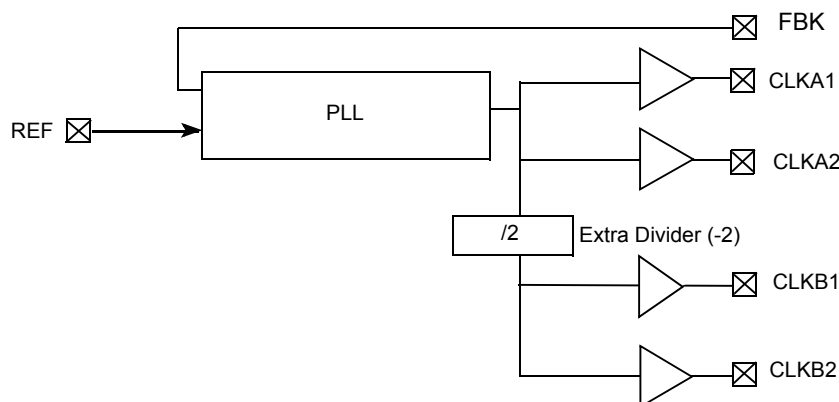 FBK
CLKA1
PLL
REF
CLKA2
/2
Extra Divider (-2)
CLKB1
CLKB2